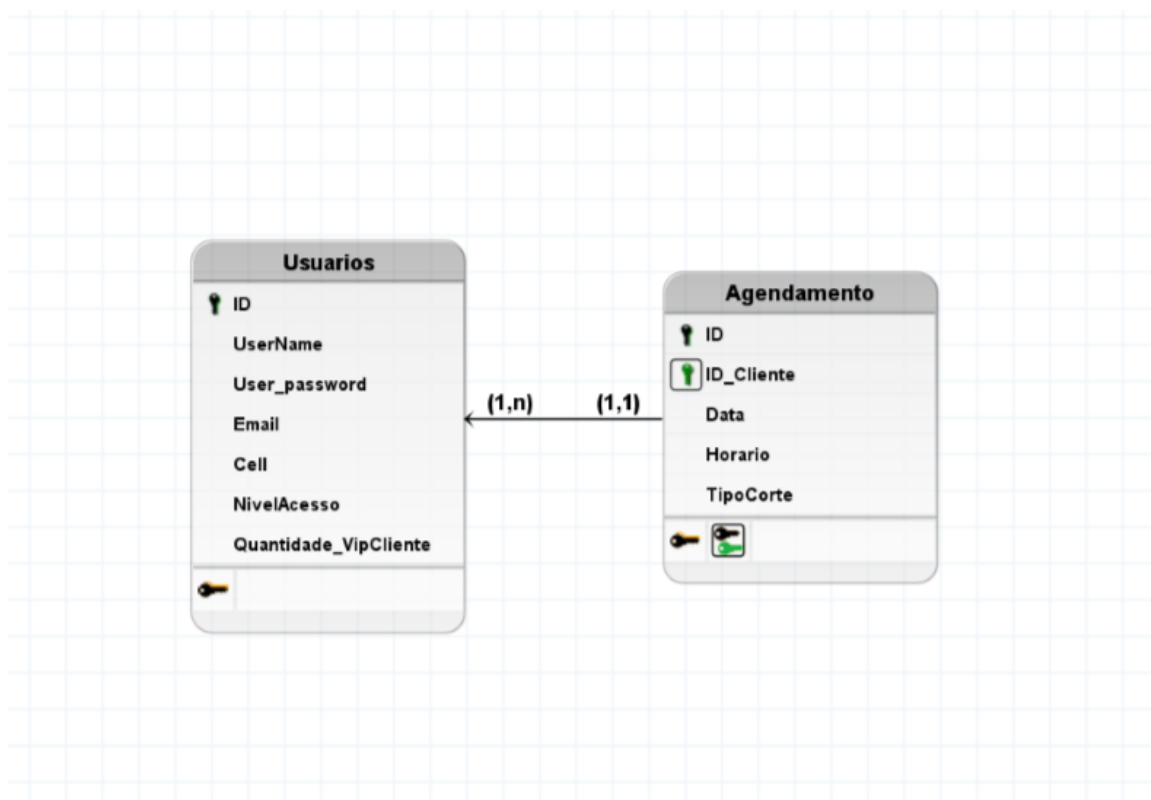 Usuarios
ID
UserName
User_password
Email
Cell
NivelAcesso
Quantidade_VipCliente
(1,n)
(1,1)
Agendamento
ID
ID_Cliente
Data
Horario
TipoCorte